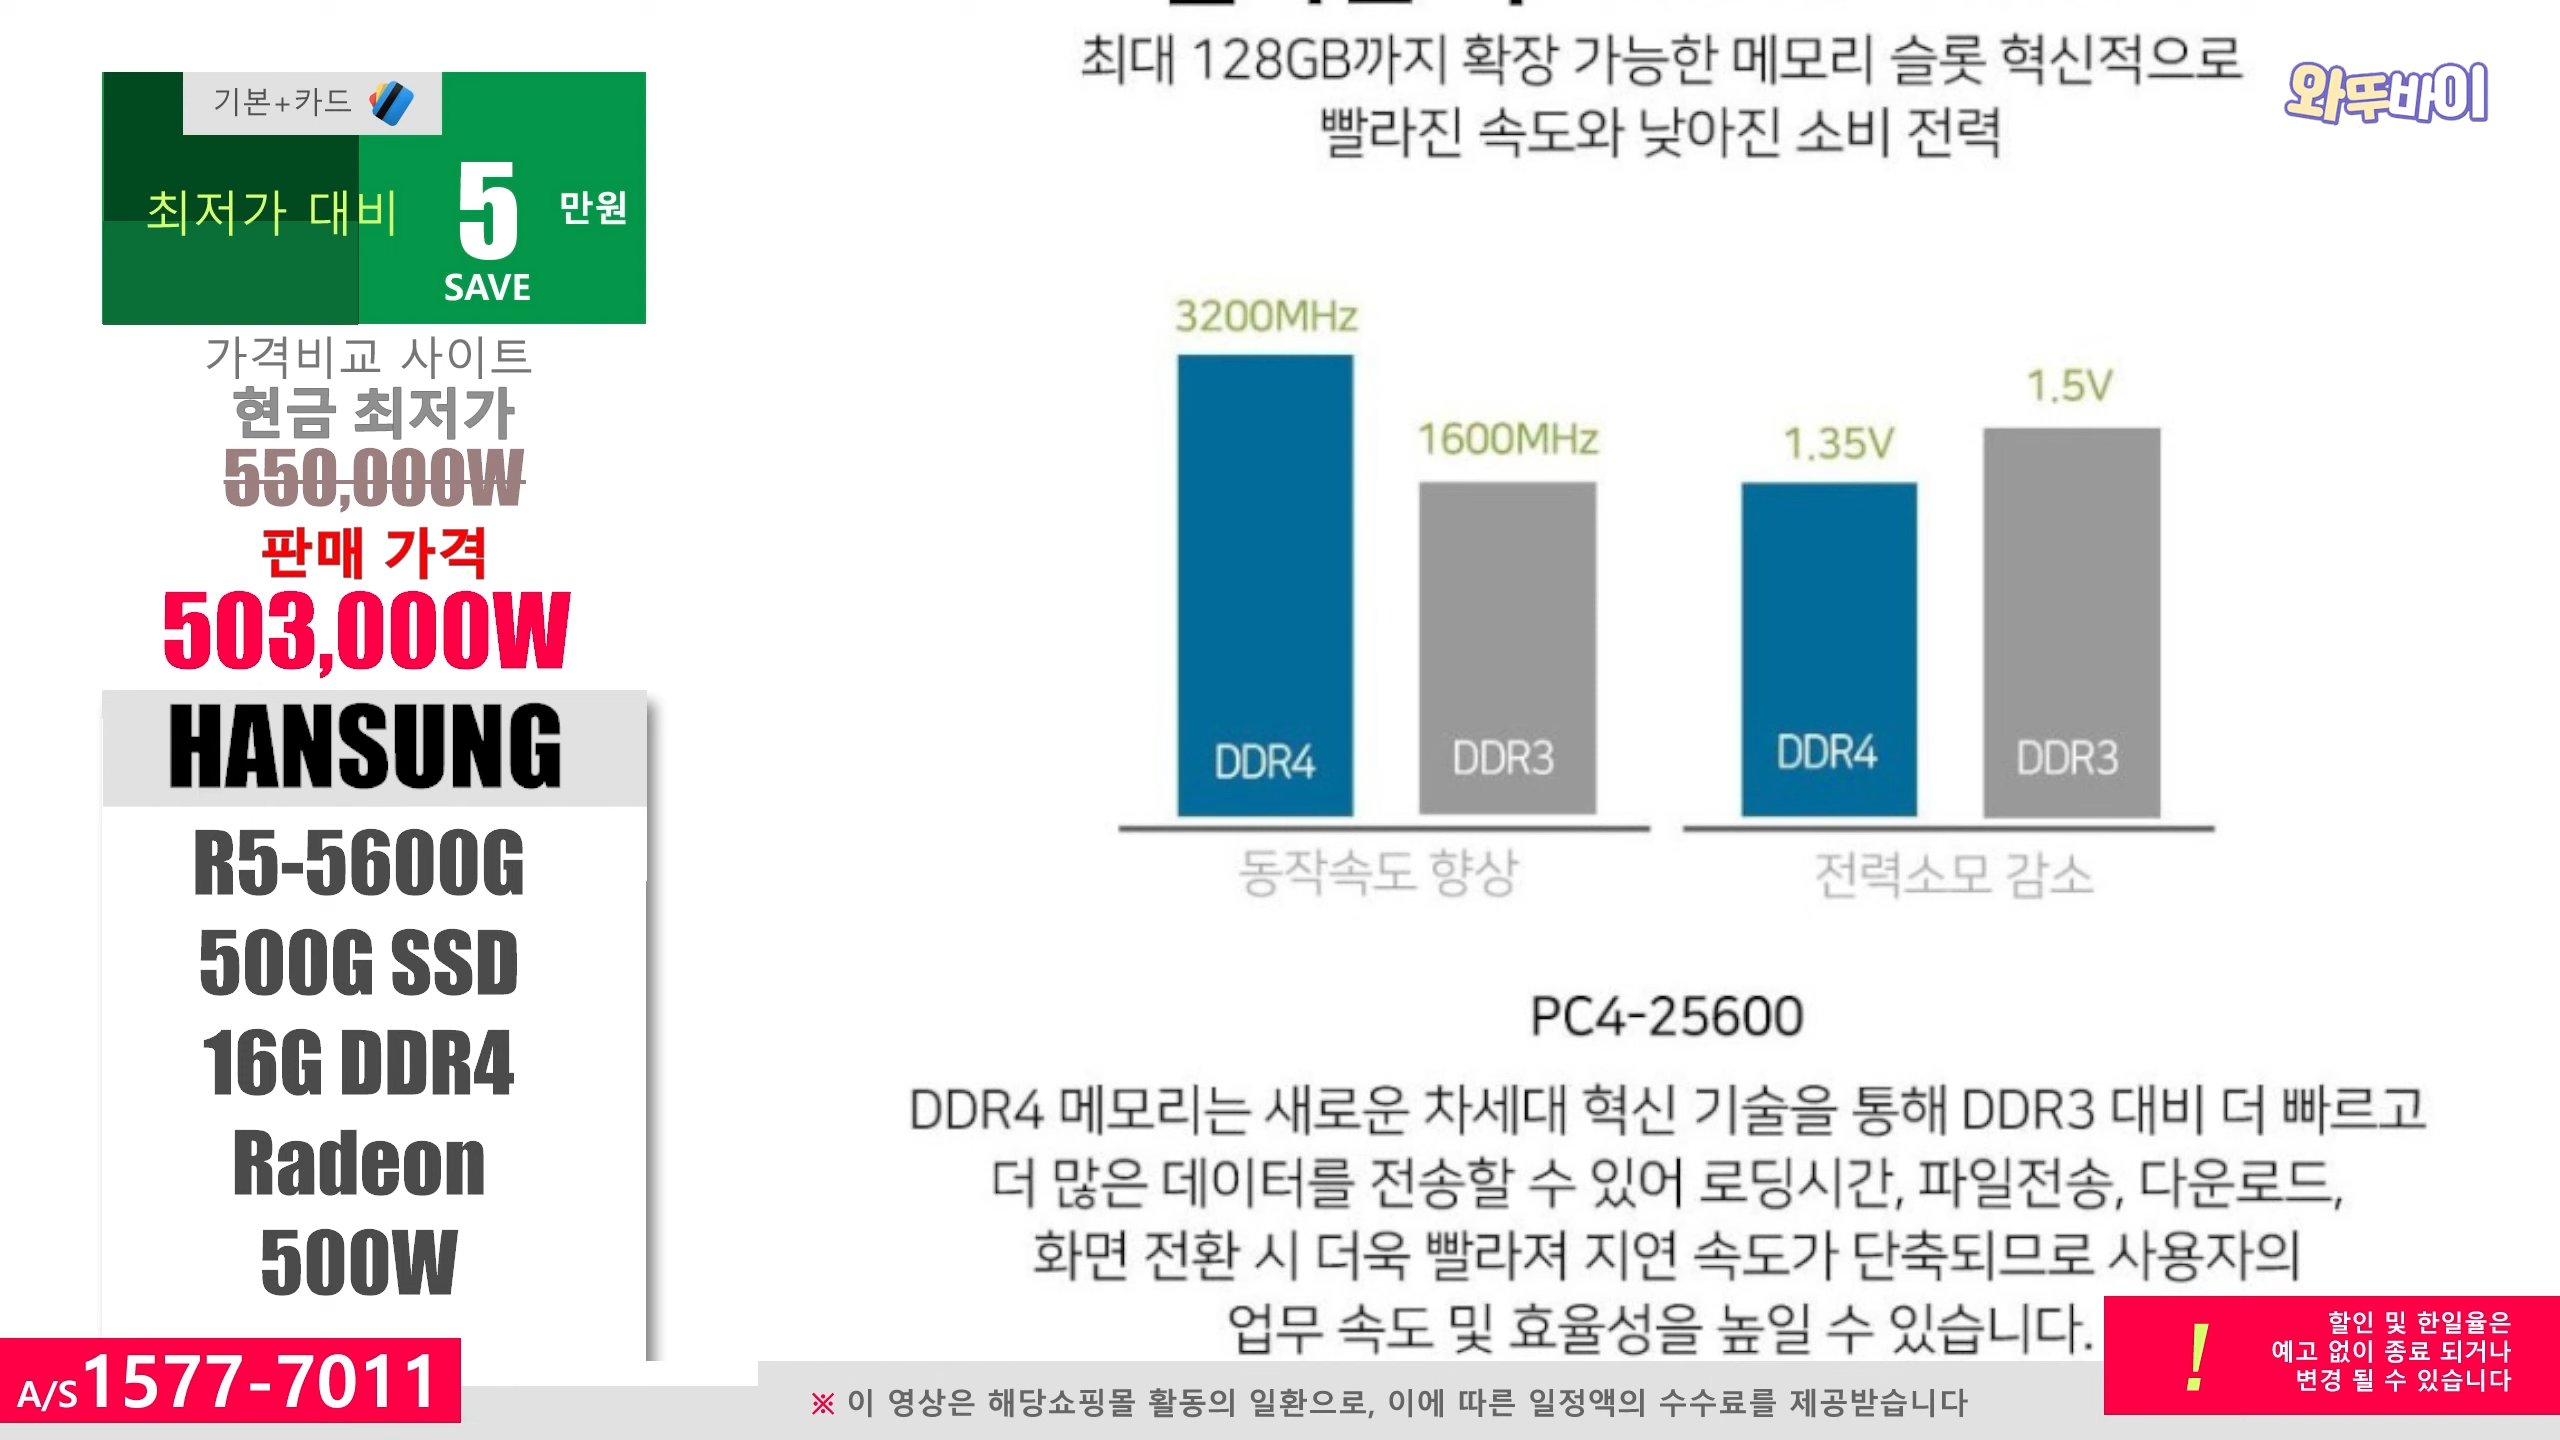 기본+카드
최저가 대비 5 만원
SAVE
가격비교 사이트
현금 최저가
550,000W
판매 가격
503,000W
HANSUNG
R5-5600G
500G SSD
16G DDR4
Radeon
500W
A/S 1577-7011
최대 128GB까지 확장 가능한 메모리 슬롯 혁신적으로
빨라진 속도와 낮아진 소비 전력
와뚜바이
3200MHz
1600MHz
1.35V
1.5V
DDR4
DDR3
DDR4
DDR3
동작속도 향상
전력소모 감소
PC4-25600
DDR4 메모리는 새로운 차세대 혁신 기술을 통해 DDR3 대비 더 빠르고
더 많은 데이터를 전송할 수 있어 로딩시간, 파일전송, 다운로드,
화면 전환 시 더욱 빨라져 지연 속도가 단축되므로 사용자의
업무 속도 및 효율성을 높일 수 있습니다.
※ 이 영상은 해당쇼핑몰 활동의 일환으로, 이에 따른 일정액의 수수료를 제공받습니다
!
할인 및 한일율은
예고 없이 종료 되거나
변경 될 수 있습니다